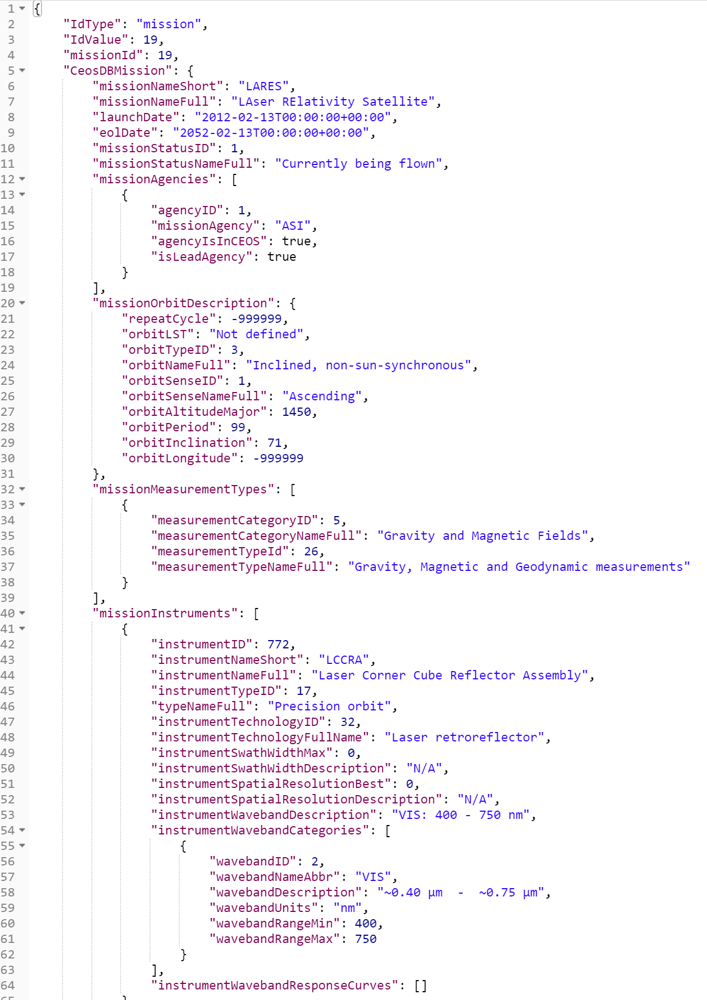 1 {
2 "IdType": "mission",
3 "IdValue": 19,
4 "missionId": 19,
5 "CeosDBMission": {
6 "missionNameShort": "LARES",
7 "missionNameFull": "LAser RElativity Satellite",
8 "launchDate": "2012-02-13T00:00:00+00:00",
9 "eolDate": "2052-02-13T00:00:00+00:00",
10 "missionStatusID": 1,
11 "missionStatusNameFull": "Currently being flown",
12 "missionAgencies": [
13 {
14 "agencyID": 1,
15 "missionAgency": "ASI",
16 "agencyIsInCEOS": true,
17 "isLeadAgency": true
18 }
19 ],
20 "missionOrbitDescription": {
21 "repeatCycle": -999999,
22 "orbitLST": "Not defined",
23 "orbitTypeID": 3,
24 "orbitNameFull": "Inclined, non-sun-synchronous",
25 "orbitSenseID": 1,
26 "orbitSenseNameFull": "Ascending",
27 "orbitAltitudeMajor": 1450,
28 "orbitPeriod": 99,
29 "orbitInclination": 71,
30 "orbitLongitude": -999999
31 },
32 "missionMeasurementTypes": [
33 {
34 "measurementCategoryID": 5,
35 "measurementCategoryNameFull": "Gravity and Magnetic Fields",
36 "measurementTypeId": 26,
37 "measurementTypeNameFull": "Gravity, Magnetic and Geodynamic measurements"
38 }
39 ],
40 "missionInstruments": [
41 {
42 "instrumentID": 772,
43 "instrumentNameShort": "LCCRA",
44 "instrumentNameFull": "Laser Corner Cube Reflector Assembly",
45 "instrumentTypeID": 17,
46 "typeNameFull": "Precision orbit",
47 "instrumentTechnologyID": 32,
48 "instrumentTechnologyFullName": "Laser retroreflector",
49 "instrumentSwathWidthMax": 0,
50 "instrumentSwathWidthDescription": "N/A",
51 "instrumentSpatialResolutionBest": 0,
52 "instrumentSpatialResolutionDescription": "N/A",
53 "instrumentWavebandDescription": "VIS: 400 - 750 nm",
54 "instrumentWavebandCategories": [
55 {
56 "wavebandID": 2,
57 "wavebandNameAbbr": "VIS",
58 "wavebandDescription": "~0.40 µm  -  ~0.75 µm",
59 "wavebandUnits": "nm",
60 "wavebandRangeMin": 400,
61 "wavebandRangeMax": 750
62 }
63 ],
64 "instrumentWavebandResponseCurves": []